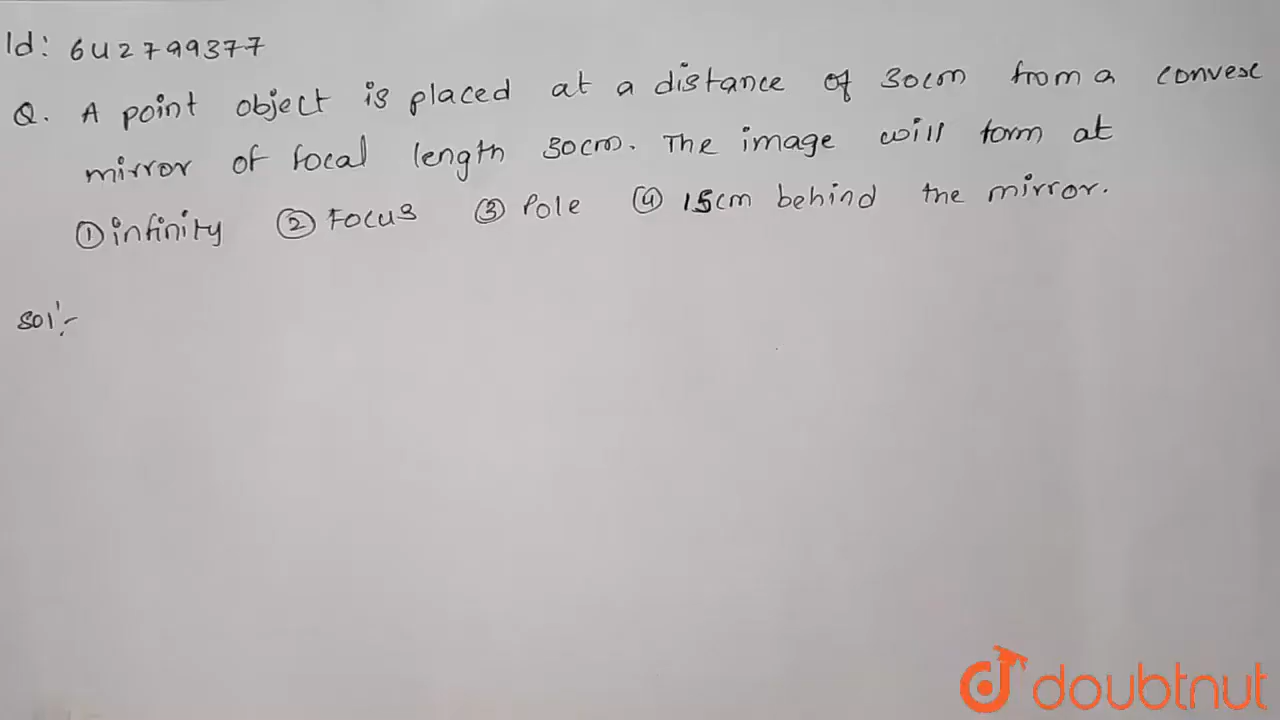 Id: 642799377
Q. A point object is placed at a distance of 30cm from a convex
mirror of focal length 30cm. The image will form at
① infinity ② Focus ③ Pole ④ 15cm behind the mirror.
Sol:-
doubtnut